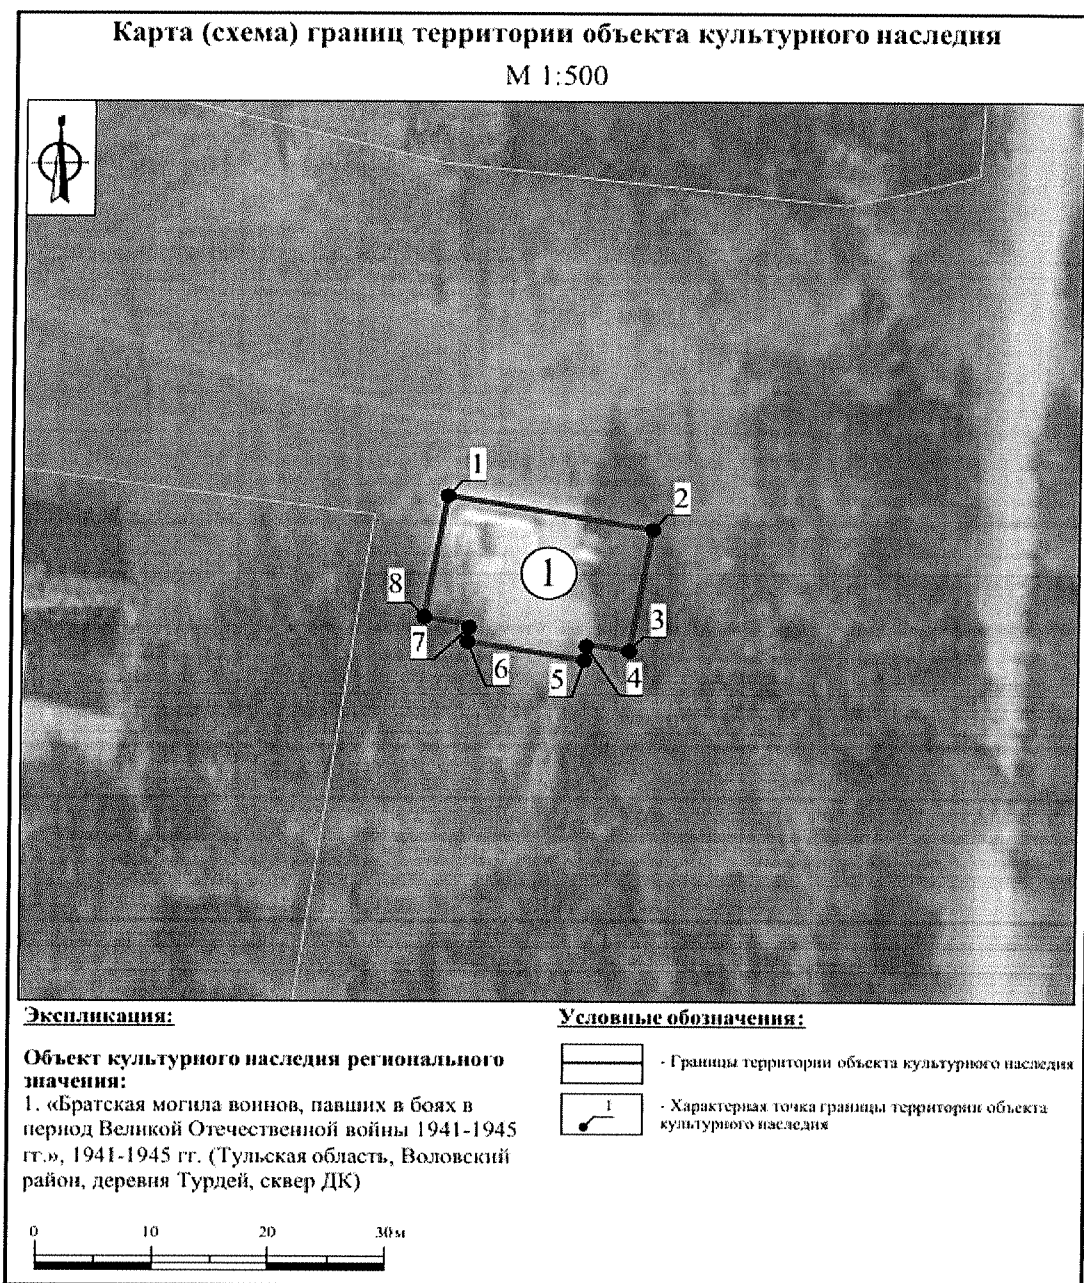 Карта (схема) границ территории объекта культурного наследия
М 1:500
1
2
1
8
3
7
6
5
4
Экспликация:
Объект культурного наследия регионального
значения:
1. «Братская могила воинов, павших в боях в
период Великой Отечественной войны 1941-1945
гг.», 1941-1945 гг. (Тульская область, Воловский
район, деревня Турдей, сквер ДК)
0 10 20 30 м
Условные обозначения:
- Границы территории объекта культурного наследия
1
- Характерная точка границы территории объекта
культурного наследия